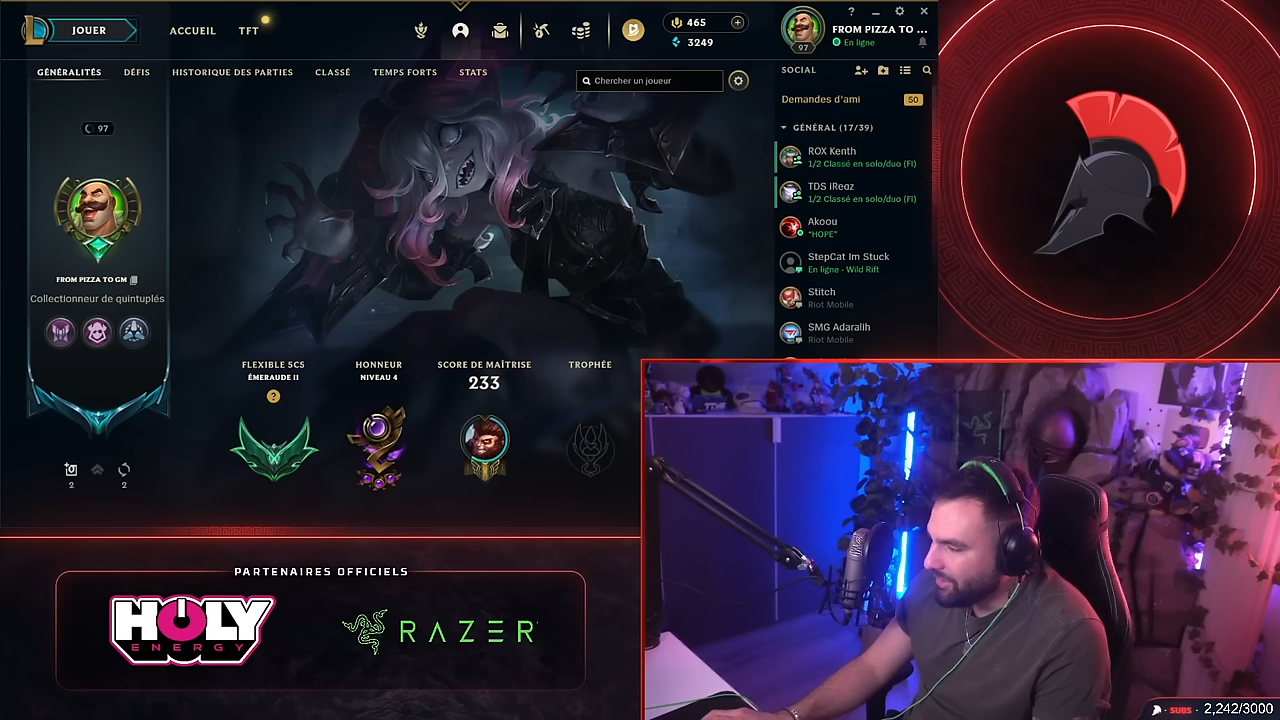 JOUER
ACCUEIL
TFT
465
3249
97
FROM PIZZA TO ...
En ligne
GÉNÉRALITÉS
DÉFIS
HISTORIQUE DES PARTIES
CLASSÉ
TEMPS FORTS
STATS
Chercher un joueur
SOCIAL
Demandes d'ami
50
GÉNÉRAL (17/39)
ROX Kenth
1/2 Classé en solo/duo (Fl)
TDS iReaz
1/2 Classé en solo/duo (Fl)
Akoou
"HOPE"
StepCat Im Stuck
En ligne - Wild Rift
Stitch
Riot Mobile
SMG Adaralih
Riot Mobile
97
FROM PIZZA TO GM
Collectionneur de quintuplés
2
2
FLEXIBLE 5C5
ÉMERAUDE II
?
HONNEUR
NIVEAU 4
SCORE DE MAÎTRISE
233
TROPHÉE
PARTENAIRES OFFICIELS
HOLY
ENERGY
RAZER
SUBS
2,242/3000